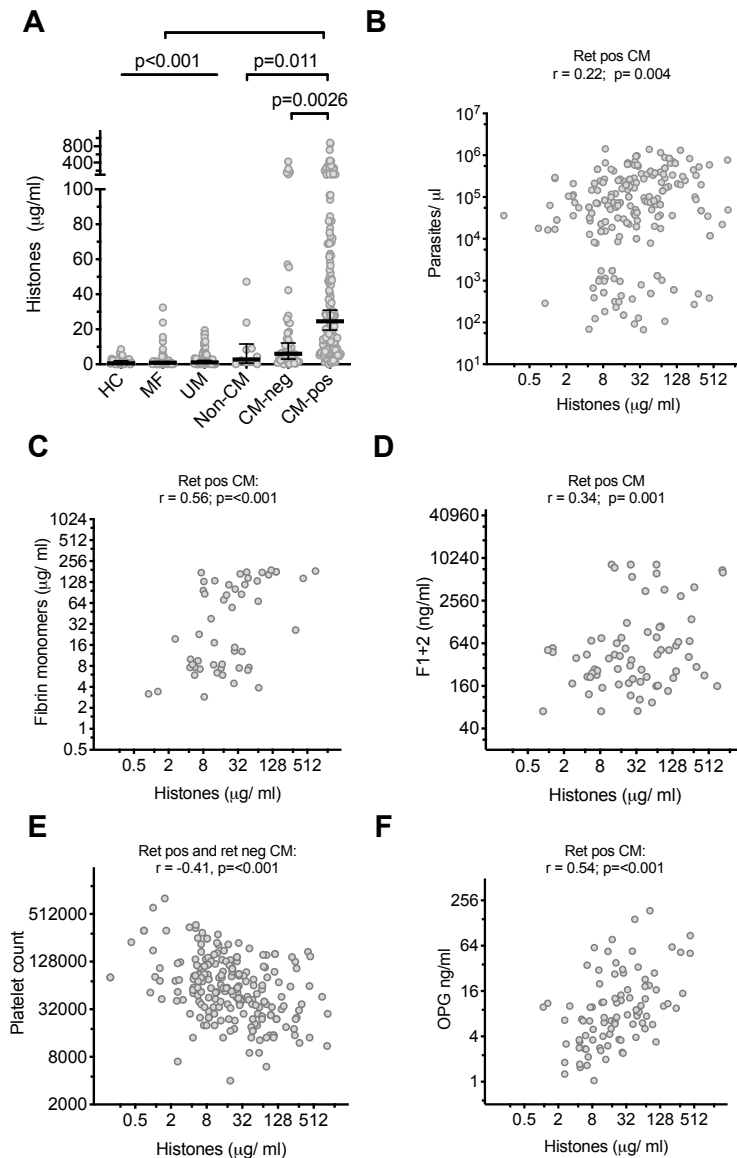 A
p<0.001
p=0.011
p=0.0026
Histones (μg/ml)
800
400
100
80
60
40
20
0
HC
MF
UM
Non-CM
CM-neg
CM-pos
B
Ret pos CM
r = 0.22; p= 0.004
Parasites/ μl
10^7
10^6
10^5
10^4
10^3
10^2
10^1
0.5 2 8 32 128 512
Histones (μg/ ml)
C
Ret pos CM:
r = 0.56; p=<0.001
Fibrin monomers (μg/ ml)
1024
512
256
128
64
32
16
8
4
2
1
0.5
0.5 2 8 32 128 512
Histones (μg/ ml)
D
Ret pos CM
r = 0.34; p= 0.001
F1+2 (ng/ml)
40960
10240
2560
640
160
40
0.5 2 8 32 128 512
Histones (μg/ ml)
E
Ret pos and ret neg CM:
r = -0.41, p=<0.001
Platelet count
512000
128000
32000
8000
2000
0.5 2 8 32 128 512
Histones (μg/ ml)
F
Ret pos CM:
r = 0.54; p=<0.001
OPG ng/ml
256
64
16
4
1
0.5 2 8 32 128 512
Histones (μg/ ml)